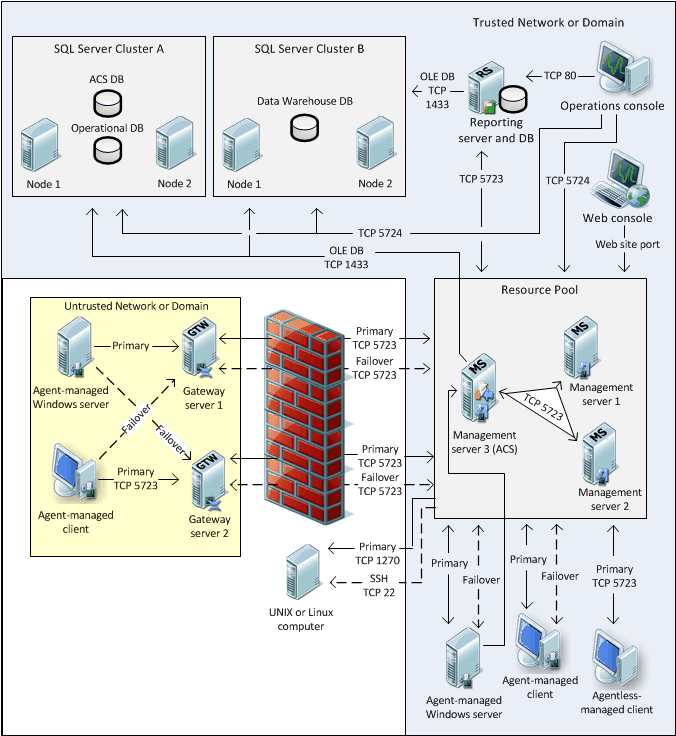 Trusted Network or Domain
SQL Server Cluster A
ACS DB
Operational DB
Node 1
Node 2
SQL Server Cluster B
Data Warehouse DB
Node 1
Node 2
OLE DB
TCP
1433
RS
Reporting
server and DB
TCP 80
Operations console
TCP 5723
TCP 5724
Web console
Web site port
TCP 5724
OLE DB
TCP 1433
Untrusted Network or Domain
Agent-managed
Windows server
Primary
GTW
Gateway
server 1
Failover
Failover
Agent-managed
client
Primary
TCP 5723
GTW
Gateway
server 2
Primary
TCP 5723
Failover
TCP 5723
Primary
TCP 5723
Failover
TCP 5723
Resource Pool
MS
Management
server 3 (ACS)
TCP 5723
MS
Management
server 1
MS
Management
server 2
UNIX or Linux
computer
Primary
TCP 1270
SSH
TCP 22
Primary
Failover
Primary
Failover
Primary
TCP 5723
Agent-managed
Windows server
Agent-managed
client
Agentless-
managed client